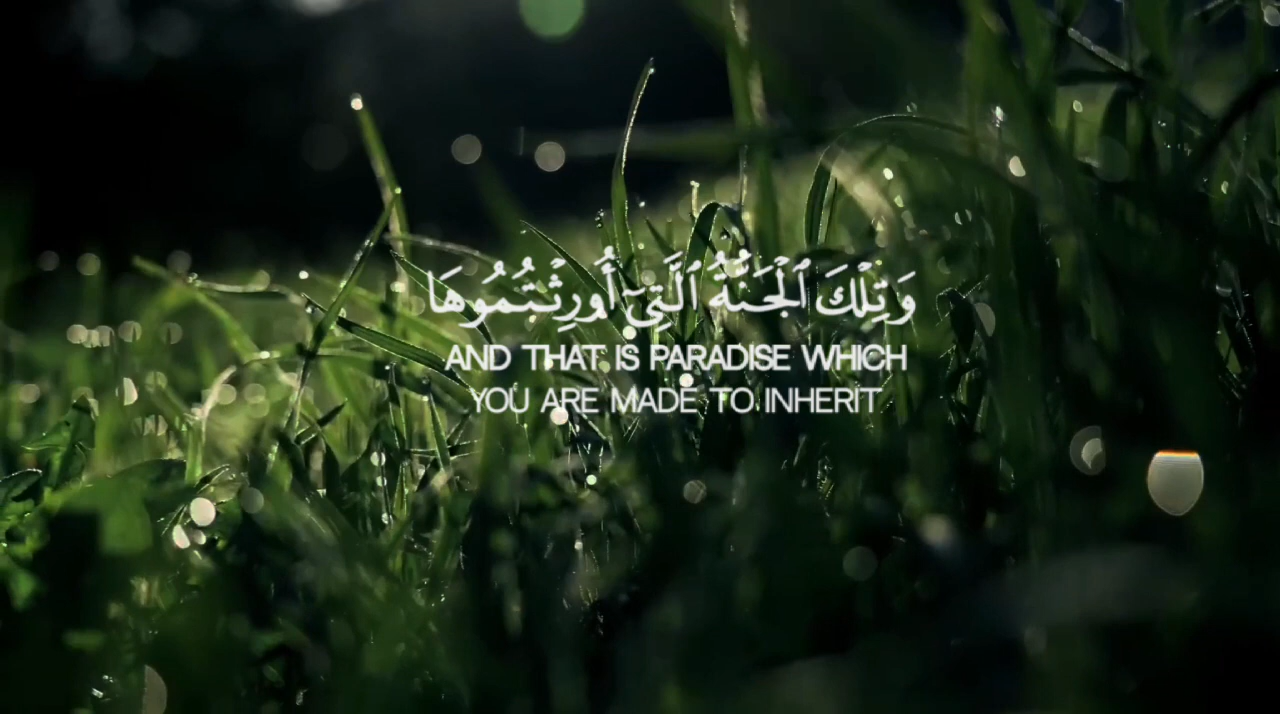 وَتِلْكَ ٱلْجَنَّةُ ٱلَّتِىٓ أُورِثْتُمُوهَا
AND THAT IS PARADISE WHICH
YOU ARE MADE TO INHERIT